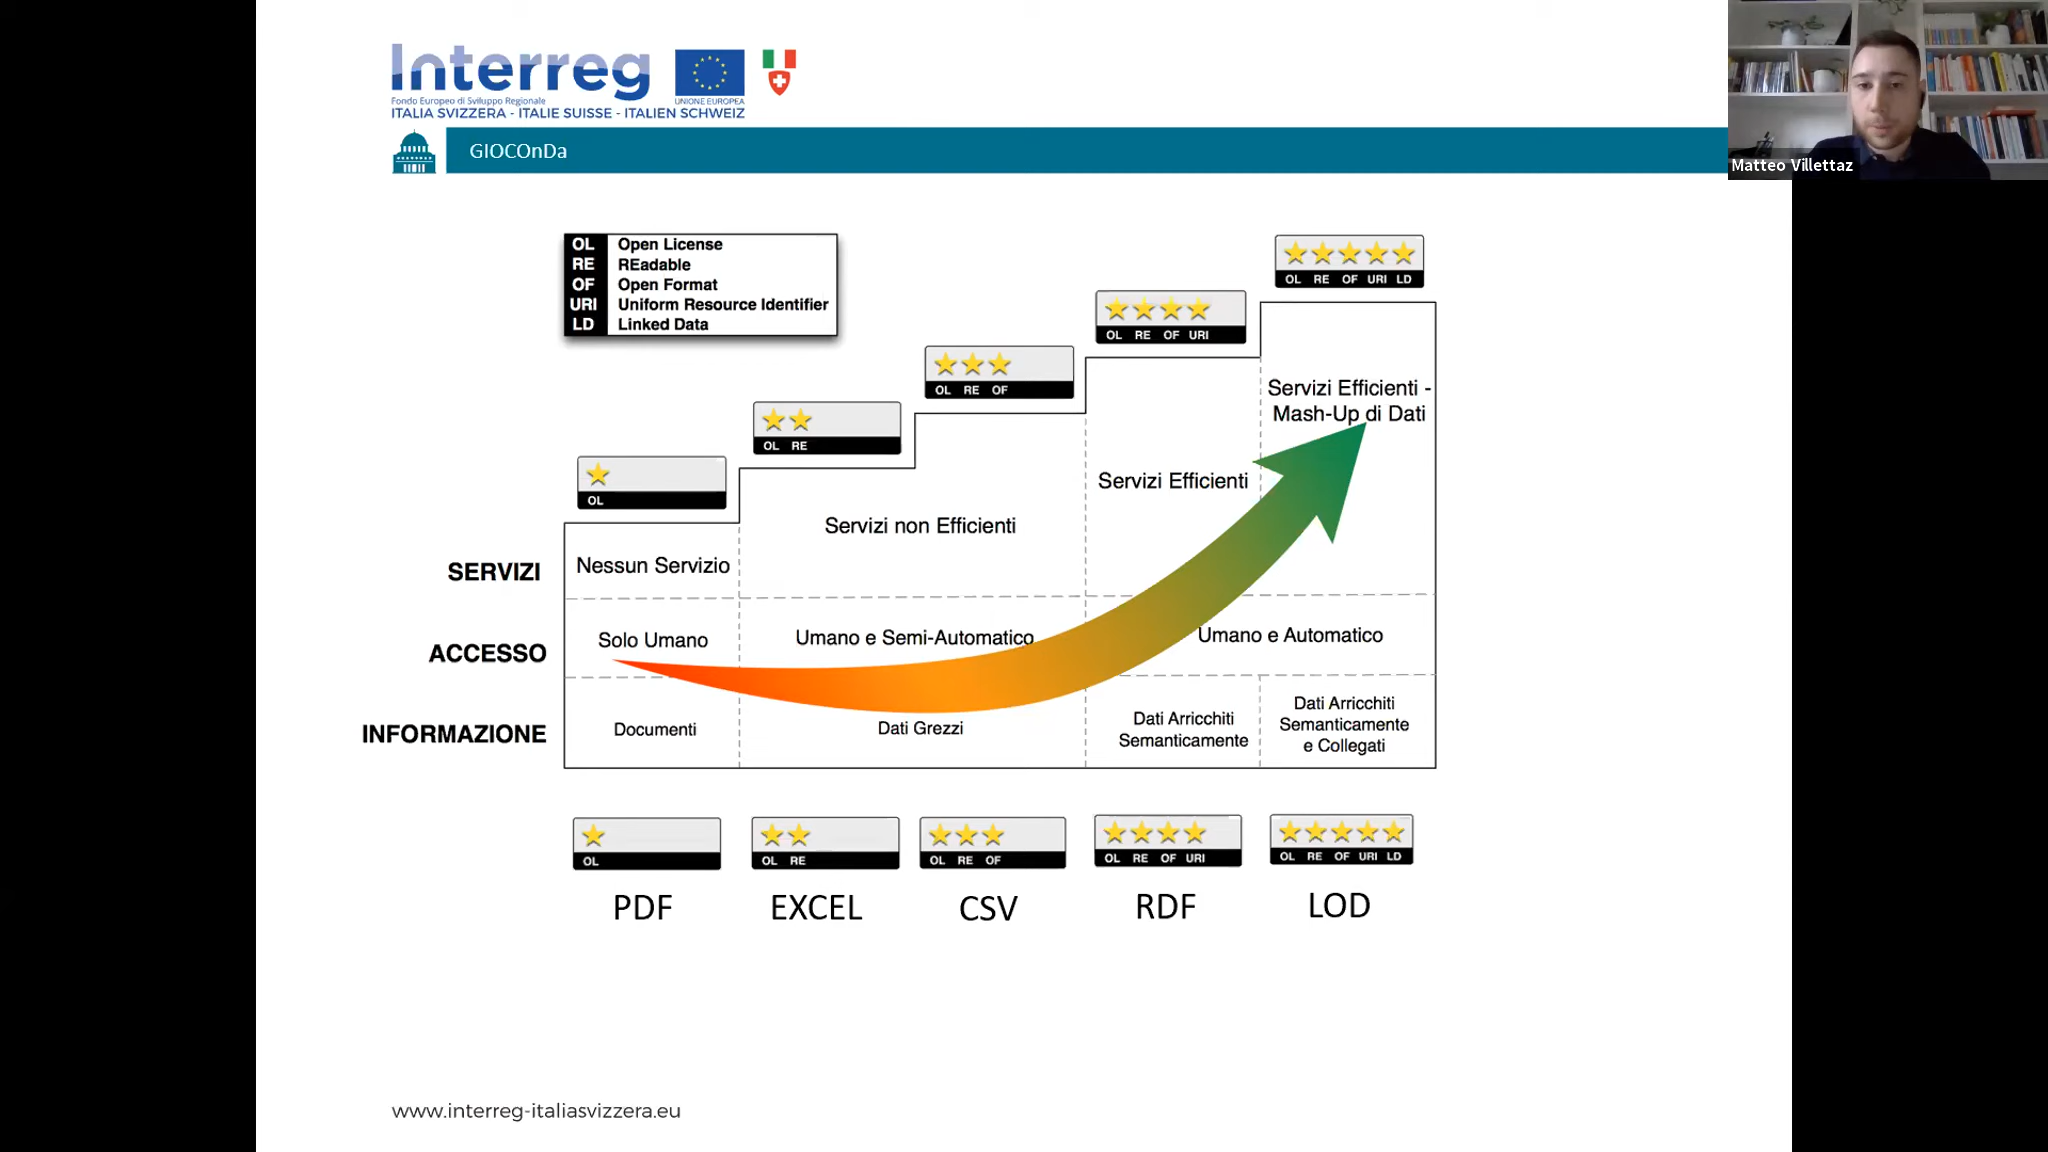 Interreg
Fondo Europeo di Sviluppo Regionale
UNIONE EUROPEA
ITALIA SVIZZERA - ITALIE SUISSE - ITALIEN SCHWEIZ
GIOCOnDa
Matteo Villettaz
OL Open License
RE REadable
OF Open Format
URI Uniform Resource Identifier
LD Linked Data
OL RE OF URI LD
OL RE OF URI
OL RE OF
OL RE
OL
SERVIZI
Nessun Servizio
Servizi non Efficienti
Servizi Efficienti
Servizi Efficienti -
Mash-Up di Dati
ACCESSO
Solo Umano
Umano e Semi-Automatico
Umano e Automatico
INFORMAZIONE
Documenti
Dati Grezzi
Dati Arricchiti
Semanticamente
Dati Arricchiti
Semanticamente
e Collegati
OL
OL RE
OL RE OF
OL RE OF URI
OL RE OF URI LD
PDF
EXCEL
CSV
RDF
LOD
www.interreg-italiasvizzera.eu